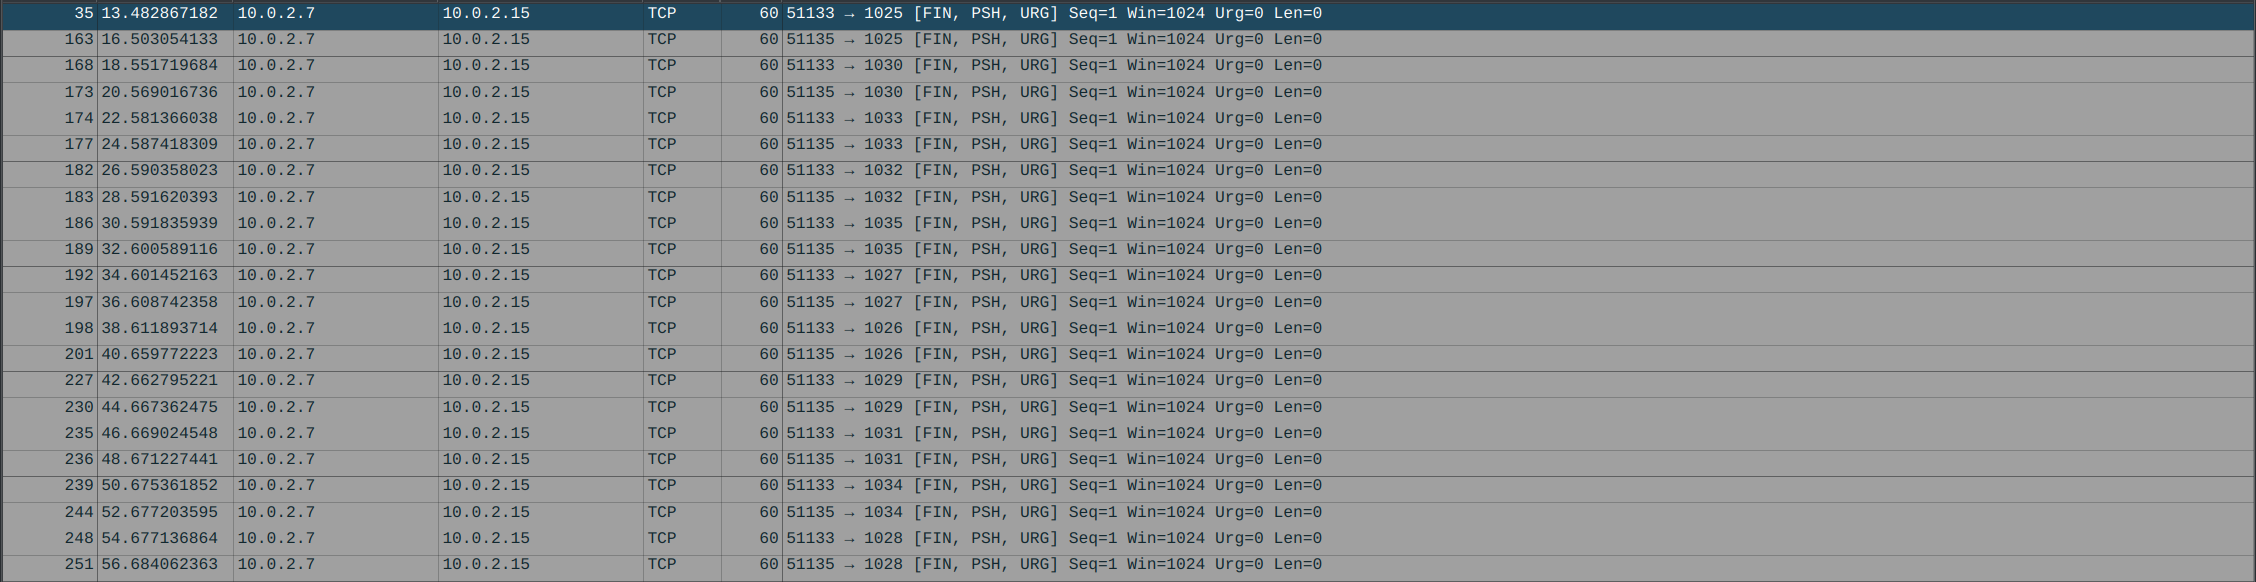 35 13.482867182 10.0.2.7 10.0.2.15 TCP 60 51133 → 1025 [FIN, PSH, URG] Seq=1 Win=1024 Urg=0 Len=0
163 16.503054133 10.0.2.7 10.0.2.15 TCP 60 51135 → 1025 [FIN, PSH, URG] Seq=1 Win=1024 Urg=0 Len=0
168 18.551719684 10.0.2.7 10.0.2.15 TCP 60 51133 → 1030 [FIN, PSH, URG] Seq=1 Win=1024 Urg=0 Len=0
173 20.569016736 10.0.2.7 10.0.2.15 TCP 60 51135 → 1030 [FIN, PSH, URG] Seq=1 Win=1024 Urg=0 Len=0
174 22.581366038 10.0.2.7 10.0.2.15 TCP 60 51133 → 1033 [FIN, PSH, URG] Seq=1 Win=1024 Urg=0 Len=0
177 24.587418309 10.0.2.7 10.0.2.15 TCP 60 51135 → 1033 [FIN, PSH, URG] Seq=1 Win=1024 Urg=0 Len=0
182 26.590358023 10.0.2.7 10.0.2.15 TCP 60 51133 → 1032 [FIN, PSH, URG] Seq=1 Win=1024 Urg=0 Len=0
183 28.591620393 10.0.2.7 10.0.2.15 TCP 60 51135 → 1032 [FIN, PSH, URG] Seq=1 Win=1024 Urg=0 Len=0
186 30.591835939 10.0.2.7 10.0.2.15 TCP 60 51133 → 1035 [FIN, PSH, URG] Seq=1 Win=1024 Urg=0 Len=0
189 32.600589116 10.0.2.7 10.0.2.15 TCP 60 51135 → 1035 [FIN, PSH, URG] Seq=1 Win=1024 Urg=0 Len=0
192 34.601452163 10.0.2.7 10.0.2.15 TCP 60 51133 → 1027 [FIN, PSH, URG] Seq=1 Win=1024 Urg=0 Len=0
197 36.608742358 10.0.2.7 10.0.2.15 TCP 60 51135 → 1027 [FIN, PSH, URG] Seq=1 Win=1024 Urg=0 Len=0
198 38.611893714 10.0.2.7 10.0.2.15 TCP 60 51133 → 1026 [FIN, PSH, URG] Seq=1 Win=1024 Urg=0 Len=0
201 40.659772223 10.0.2.7 10.0.2.15 TCP 60 51135 → 1026 [FIN, PSH, URG] Seq=1 Win=1024 Urg=0 Len=0
227 42.662795221 10.0.2.7 10.0.2.15 TCP 60 51133 → 1029 [FIN, PSH, URG] Seq=1 Win=1024 Urg=0 Len=0
230 44.667362475 10.0.2.7 10.0.2.15 TCP 60 51135 → 1029 [FIN, PSH, URG] Seq=1 Win=1024 Urg=0 Len=0
235 46.669024548 10.0.2.7 10.0.2.15 TCP 60 51133 → 1031 [FIN, PSH, URG] Seq=1 Win=1024 Urg=0 Len=0
236 48.671227441 10.0.2.7 10.0.2.15 TCP 60 51135 → 1031 [FIN, PSH, URG] Seq=1 Win=1024 Urg=0 Len=0
239 50.675361852 10.0.2.7 10.0.2.15 TCP 60 51133 → 1034 [FIN, PSH, URG] Seq=1 Win=1024 Urg=0 Len=0
244 52.677203595 10.0.2.7 10.0.2.15 TCP 60 51135 → 1034 [FIN, PSH, URG] Seq=1 Win=1024 Urg=0 Len=0
248 54.677136864 10.0.2.7 10.0.2.15 TCP 60 51133 → 1028 [FIN, PSH, URG] Seq=1 Win=1024 Urg=0 Len=0
251 56.684062363 10.0.2.7 10.0.2.15 TCP 60 51135 → 1028 [FIN, PSH, URG] Seq=1 Win=1024 Urg=0 Len=0